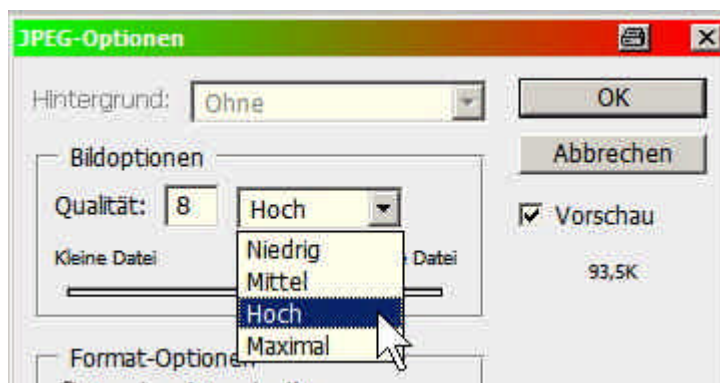 JPEG-Optionen
Hintergrund: Ohne
OK
Bildoptionen
Abbrechen
Qualität: 8 Hoch
Vorschau
Kleine Datei Datei
93,5K
Niedrig
Mittel
Hoch
Maximal
Format-Optionen